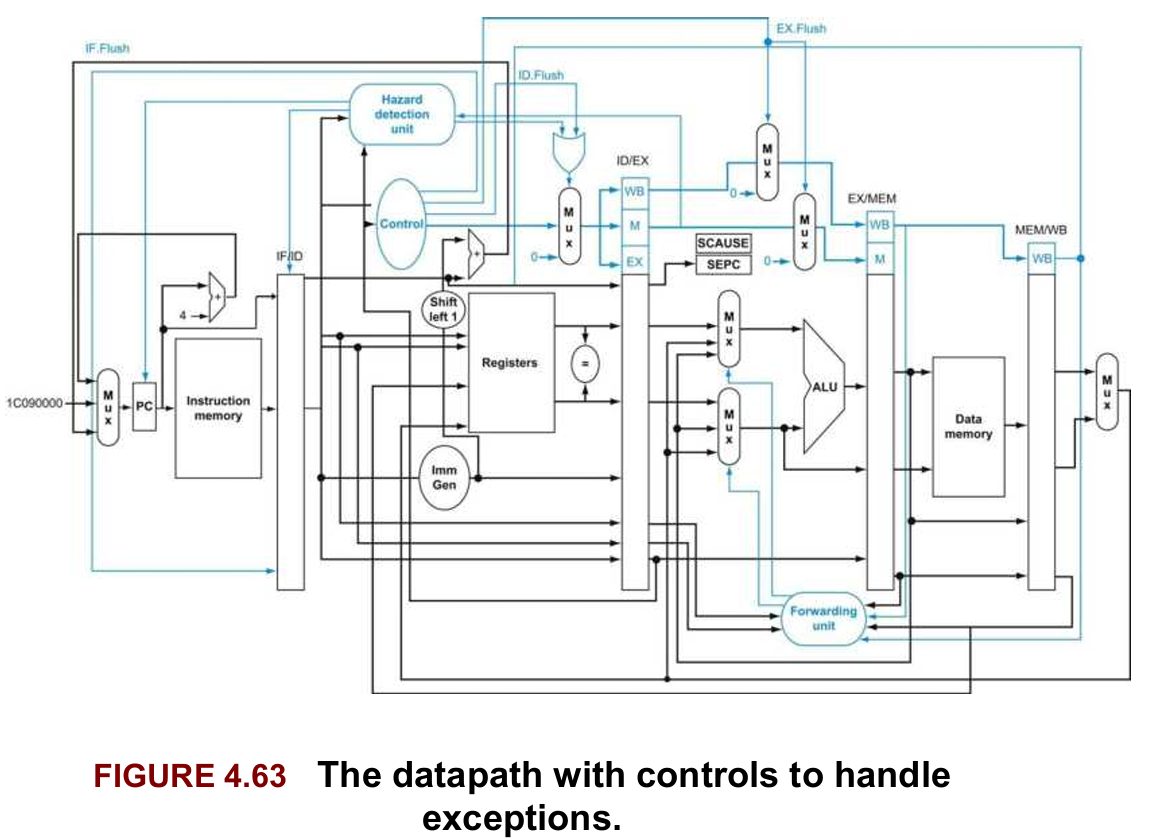 EX.Flush
IF.Flush
ID.Flush
Hazard
detection
unit
M
u
x
ID/EX
0
WB
EX/MEM
Control
M
u
x
M
u
x
WB
M
MEM/WB
SCAUSE
IF/ID
+
0
EX
SEPC
0
M
WB
+
4
Shift
left 1
M
u
x
Registers
=
ALU
1C090000
M
u
x
PC
Instruction
memory
M
u
x
Data
memory
M
u
x
Imm
Gen
Forwarding
unit
FIGURE 4.63 The datapath with controls to handle
exceptions.